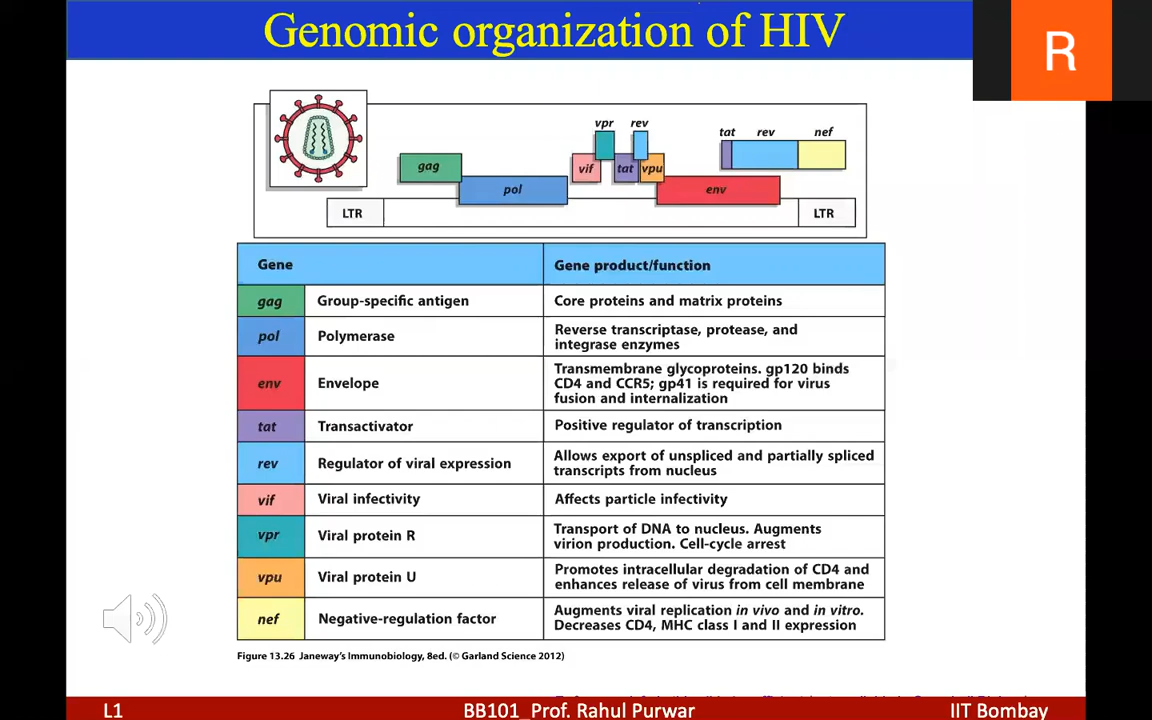 Genomic organization of HIV
R
vpr
rev
tat
rev
nef
gag
vif
tat
vpu
pol
env
LTR
LTR
Gene
Gene product/function
gag
Group-specific antigen
Core proteins and matrix proteins
pol
Polymerase
Reverse transcriptase, protease, and
integrase enzymes
env
Envelope
Transmembrane glycoproteins. gp120 binds
CD4 and CCR5; gp41 is required for virus
fusion and internalization
tat
Transactivator
Positive regulator of transcription
rev
Regulator of viral expression
Allows export of unspliced and partially spliced
transcripts from nucleus
vif
Viral infectivity
Affects particle infectivity
vpr
Viral protein R
Transport of DNA to nucleus. Augments
virion production. Cell-cycle arrest
vpu
Viral protein U
Promotes intracellular degradation of CD4 and
enhances release of virus from cell membrane
nef
Negative-regulation factor
Augments viral replication in vivo and in vitro.
Decreases CD4, MHC class I and II expression
Figure 13.26 Janeway's Immunobiology, 8ed. (© Garland Science 2012)
L1
BB101_Prof. Rahul Purwar
IIT Bombay